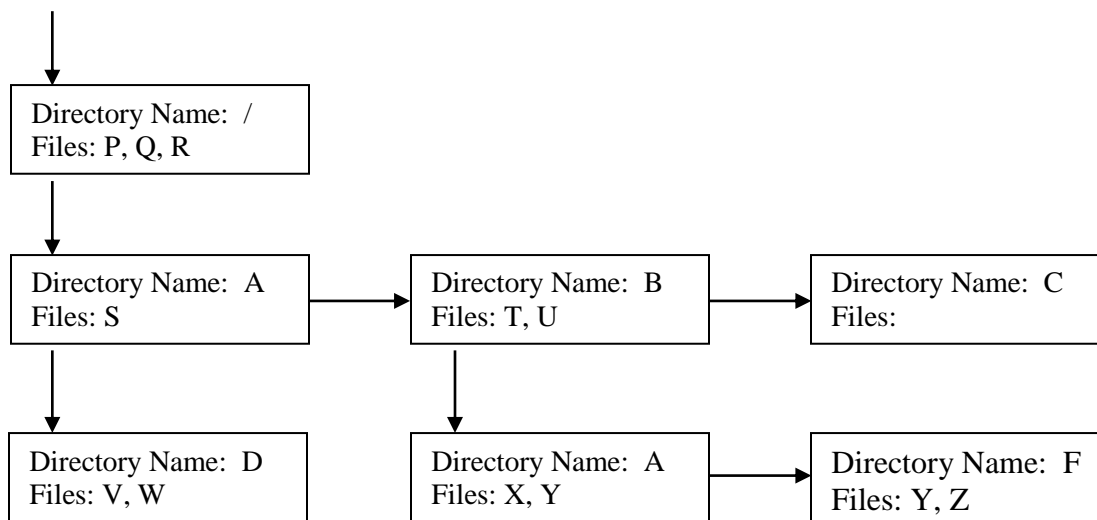 Directory Name:  /
Files: P, Q, R
Directory Name:  A
Files: S
Directory Name:  B
Files: T, U
Directory Name:  C
Files:
Directory Name:  D
Files: V, W
Directory Name:  A
Files: X, Y
Directory Name:  F
Files: Y, Z